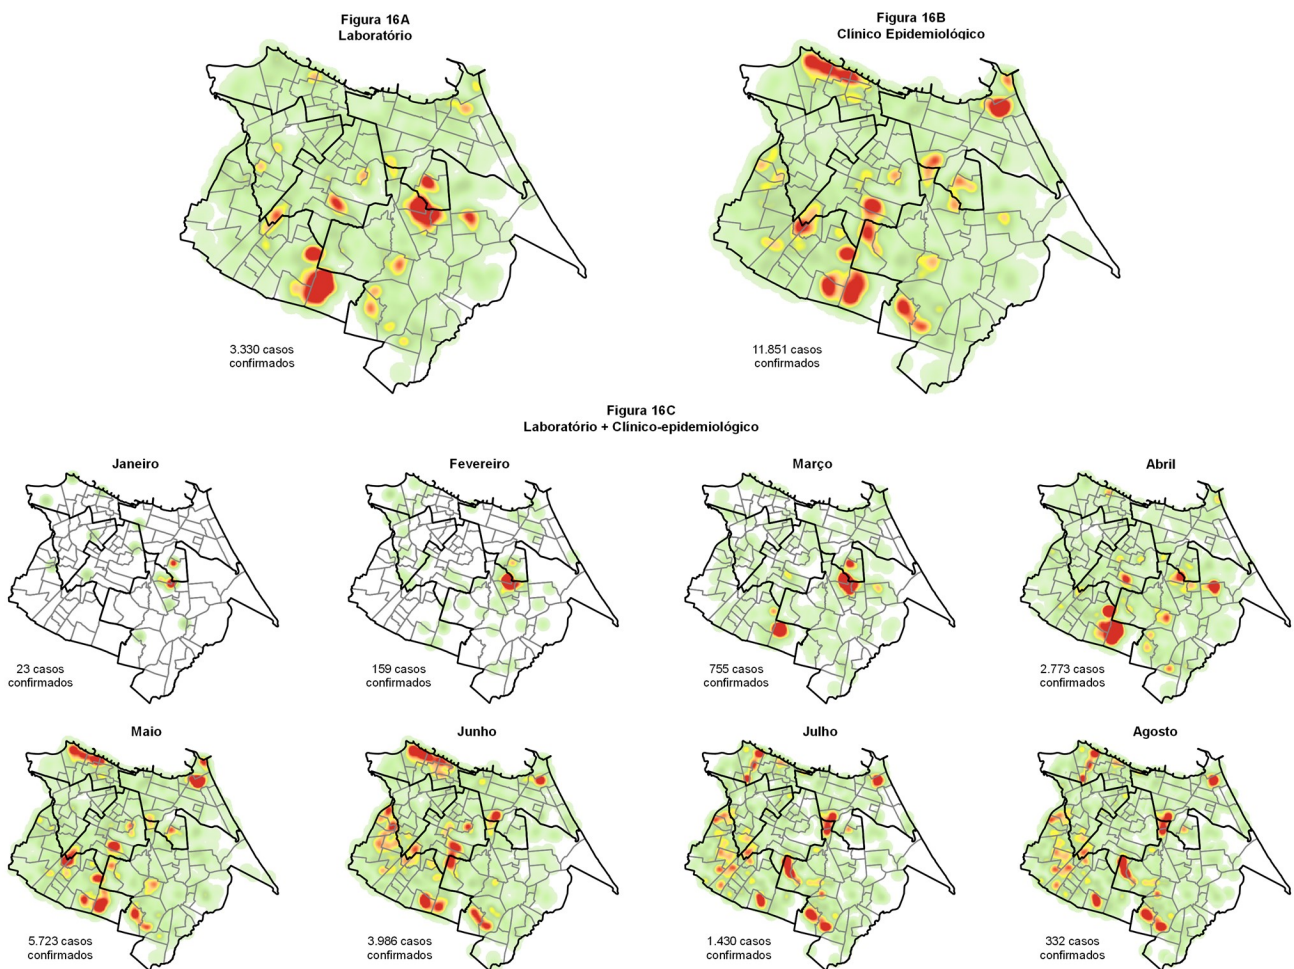 Figura 16A
Laboratório
Figura 16B
Clínico Epidemiológico
3.330 casos
confirmados
11.851 casos
confirmados
Figura 16C
Laboratório + Clínico-epidemiológico
Janeiro
Fevereiro
Março
Abril
23 casos
confirmados
159 casos
confirmados
755 casos
confirmados
2.773 casos
confirmados
Maio
Junho
Julho
Agosto
5.723 casos
confirmados
3.986 casos
confirmados
1.430 casos
confirmados
332 casos
confirmados